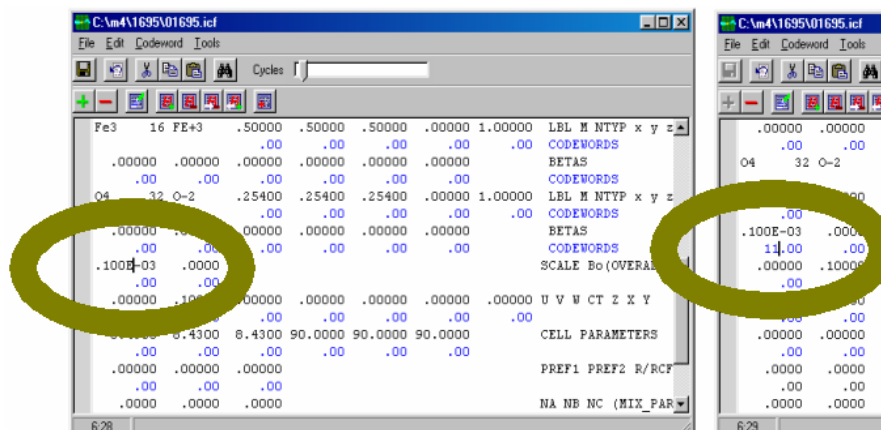 C:\m4\1695\01695.icf
File Edit Codeword Tools
Cycles
Fe3 16 FE+3 .50000 .50000 .50000 .00000 1.00000 LBL M NTYP x y z
.00 .00 .00 .00 .00 CODEWORDS
.00000 .00000 .00000 .00000 .00000 .00000 BETAS
.00 .00 .00 .00 .00 .00 CODEWORDS
O4 32 O-2 .25400 .25400 .25400 .00000 1.00000 LBL M NTYP x y z
.00 .00 .00 .00 CODEWORDS
.00000 .00000 .00000 .00000 BETAS
.00 .00 .00 .00 .00 CODEWORDS
.100E-03 .0000 SCALE Bo(OVERA
.00 .00
.00000 .00000 .00000 .00000 .00000 U V W CT Z X Y
.00 .00 .00 .00
8.4300 8.4300 90.0000 90.0000 90.0000 CELL PARAMETERS
.00 .00 .00 .00 .00 .00
.00000 .00000 .00000 PREF1 PREF2 R/RCF
.00 .00 .00
.0000 .0000 .0000 NA NB NC (MIX_PAR
6:28
C:\m4\1695\01695.icf
File Edit Codeword Tools
.00000 .00000
.00 .00
O4 32 O-2
.00
.100E-03
11.00 .00
.00000 .10000
.00
.00000 .00000
.00 .00
.0000 .0000
.00 .00
.0000 .0000
6:29